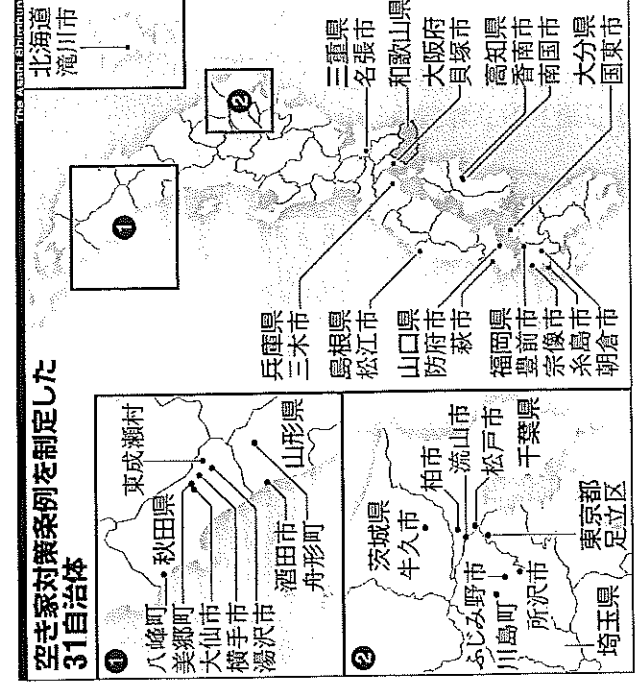 空き家対策条例を制定した
31自治体
The Asahi Shimbun
北海道
滝川市
❶
❷
❶
東成瀬村
秋田県
八峰町
美郷町
大仙市
横手市
湯沢市
酒田市
舟形町
山形県
❷
茨城県
牛久市
柏市
流山市
松戸市
千葉県
ふじみ野市
川島町
所沢市
東京都
足立区
埼玉県
兵庫県
三木市
島根県
松江市
山口県
防府市
萩市
福岡県
豊前市
宗像市
糸島市
朝倉市
三重県
名張市
和歌山県
大阪府
貝塚市
高知県
香南市
南国市
大分県
国東市